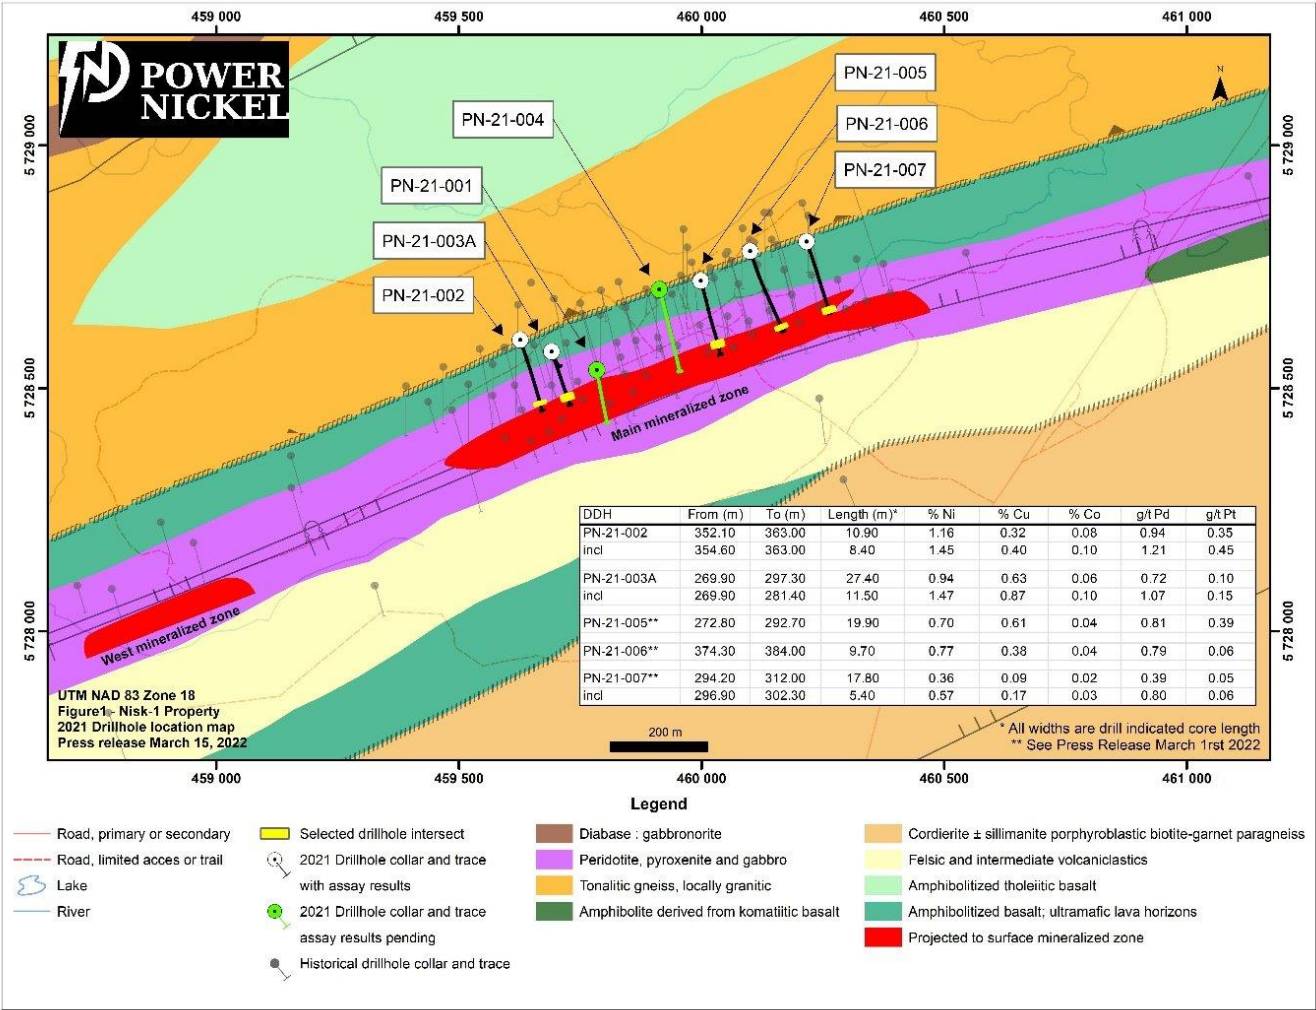 459 000 459 500 460 000 460 500 461 000
POWER
NICKEL
PN-21-005
PN-21-004
PN-21-006
PN-21-007
PN-21-001
PN-21-003A
PN-21-002
N
5 729 000
5 729 000
5 728 500
5 728 500
5 728 000
5 728 000
Main mineralized zone
West mineralized zone
DDH From (m) To (m) Length (m)* % Ni % Cu % Co g/t Pd g/t Pt
PN-21-002 352.10 363.00 10.90 1.16 0.32 0.08 0.94 0.35
incl 354.60 363.00 8.40 1.45 0.40 0.10 1.21 0.45
PN-21-003A 269.90 297.30 27.40 0.94 0.63 0.06 0.72 0.10
incl 269.90 281.40 11.50 1.47 0.87 0.10 1.07 0.15
PN-21-005** 272.80 292.70 19.90 0.70 0.61 0.04 0.81 0.39
PN-21-006** 374.30 384.00 9.70 0.77 0.38 0.04 0.79 0.06
PN-21-007** 294.20 312.00 17.80 0.36 0.09 0.02 0.39 0.05
incl 296.90 302.30 5.40 0.57 0.17 0.03 0.80 0.06
UTM NAD 83 Zone 18
Figure1 - Nisk-1 Property
2021 Drillhole location map
Press release March 15, 2022
200 m
* All widths are drill indicated core length
** See Press Release March 1rst 2022
459 000 459 500 460 000 460 500 461 000
Legend
Road, primary or secondary
Road, limited acces or trail
Lake
River
Selected drillhole intersect
2021 Drillhole collar and trace
with assay results
2021 Drillhole collar and trace
assay results pending
Historical drillhole collar and trace
Diabase : gabbronorite
Peridotite, pyroxenite and gabbro
Tonalitic gneiss, locally granitic
Amphibolite derived from komatiitic basalt
Cordierite ± sillimanite porphyroblastic biotite-garnet paragneiss
Felsic and intermediate volcaniclastics
Amphibolitized tholeiitic basalt
Amphibolitized basalt; ultramafic lava horizons
Projected to surface mineralized zone